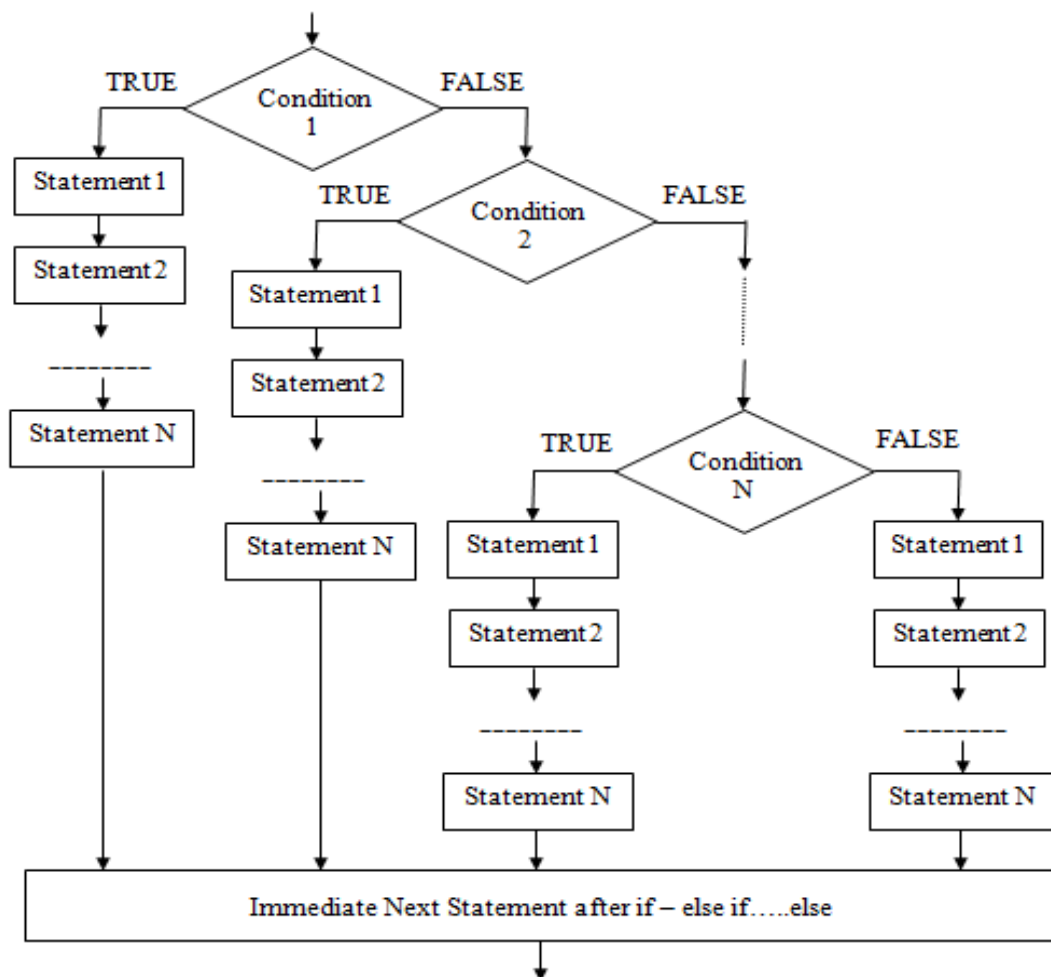 TRUE
FALSE
Condition
1
Statement 1
TRUE
FALSE
Condition
2
Statement 2
Statement 1
Statement 2
Statement N
TRUE
FALSE
Condition
N
Statement N
Statement 1
Statement 1
Statement 2
Statement 2
Statement N
Statement N
Immediate Next Statement after if – else if…..else